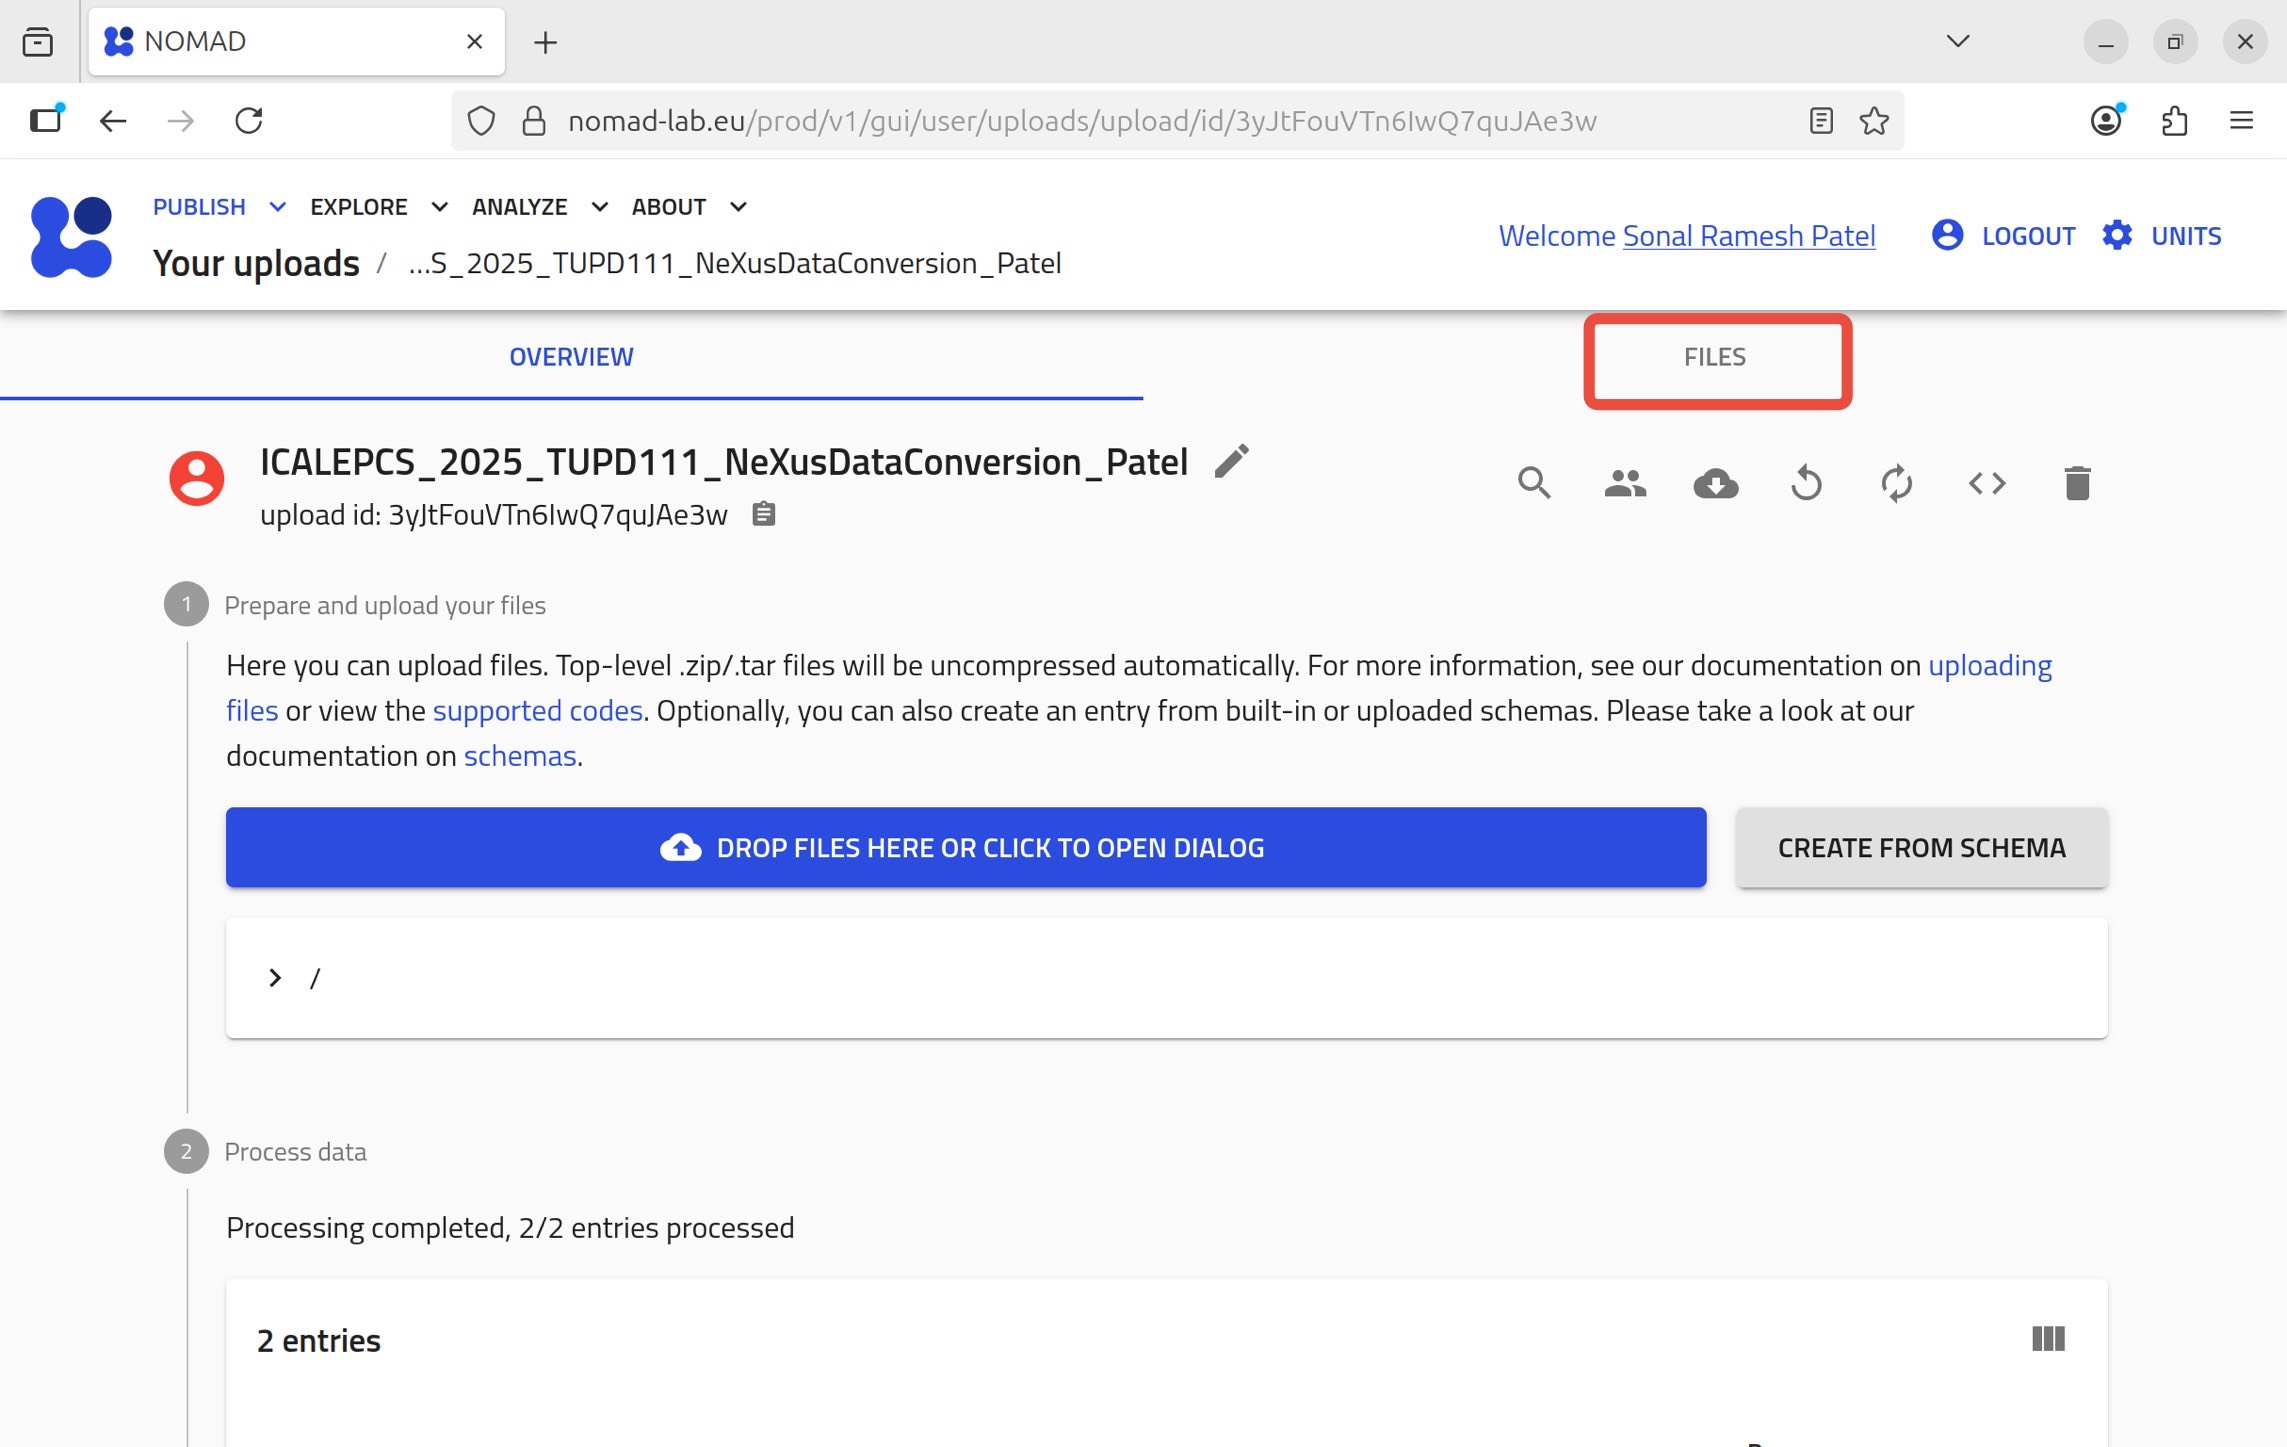 NOMAD
nomad-lab.eu/prod/v1/gui/user/uploads/upload/id/3yJtFouVTn6IwQ7quJAe3w
PUBLISH EXPLORE ANALYZE ABOUT
Your uploads / ...S_2025_TUPD111_NeXusDataConversion_Patel
Welcome Sonal Ramesh Patel LOGOUT UNITS
OVERVIEW FILES
ICALEPCS_2025_TUPD111_NeXusDataConversion_Patel
upload id: 3yJtFouVTn6IwQ7quJAe3w
1 Prepare and upload your files
Here you can upload files. Top-level .zip/.tar files will be uncompressed automatically. For more information, see our documentation on uploading
files or view the supported codes. Optionally, you can also create an entry from built-in or uploaded schemas. Please take a look at our
documentation on schemas.
DROP FILES HERE OR CLICK TO OPEN DIALOG CREATE FROM SCHEMA
/
2 Process data
Processing completed, 2/2 entries processed
2 entries